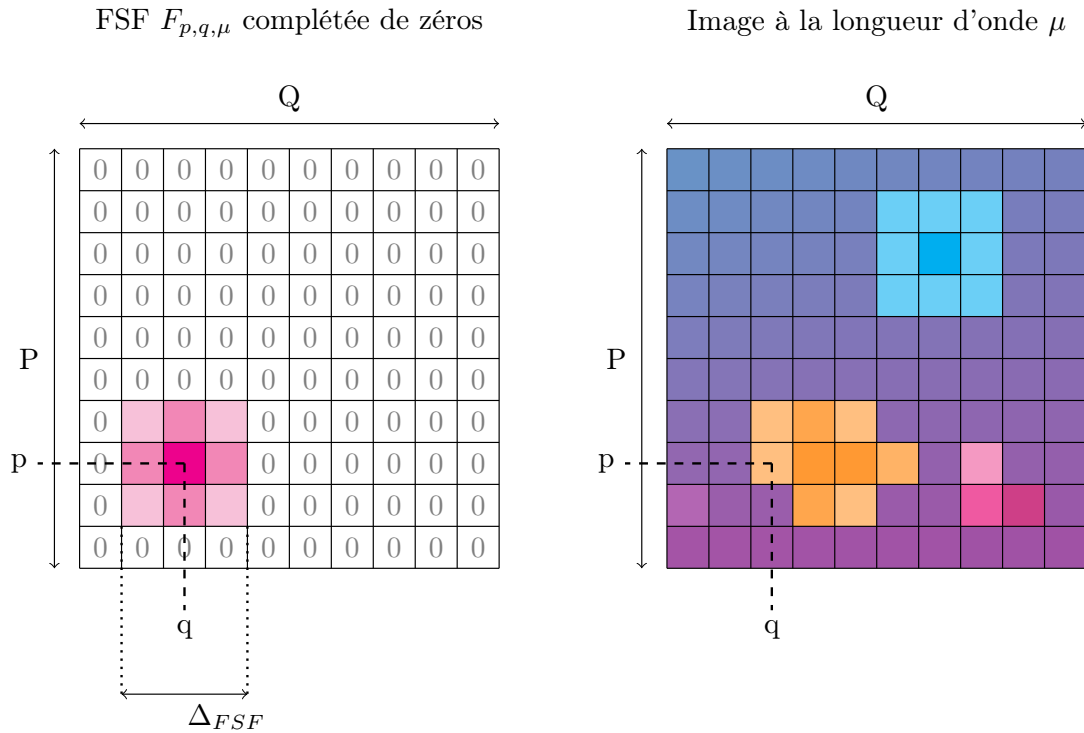 FSF $F_{p,q,\mu}$ complétée de zéros
Image à la longueur d'onde $\mu$
Q
Q
0 0 0 0 0 0 0 0 0 0
0 0 0 0 0 0 0 0 0 0
0 0 0 0 0 0 0 0 0 0
0 0 0 0 0 0 0 0 0 0
0 0 0 0 0 0 0 0 0 0
P
P
0 0 0 0 0 0 0 0 0 0
0 0 0 0 0 0 0
p 0 0 0 0 0 0 0
p
0 0 0 0 0 0 0
0 0 0 0 0 0 0 0 0 0
q
q
$\Delta_{FSF}$